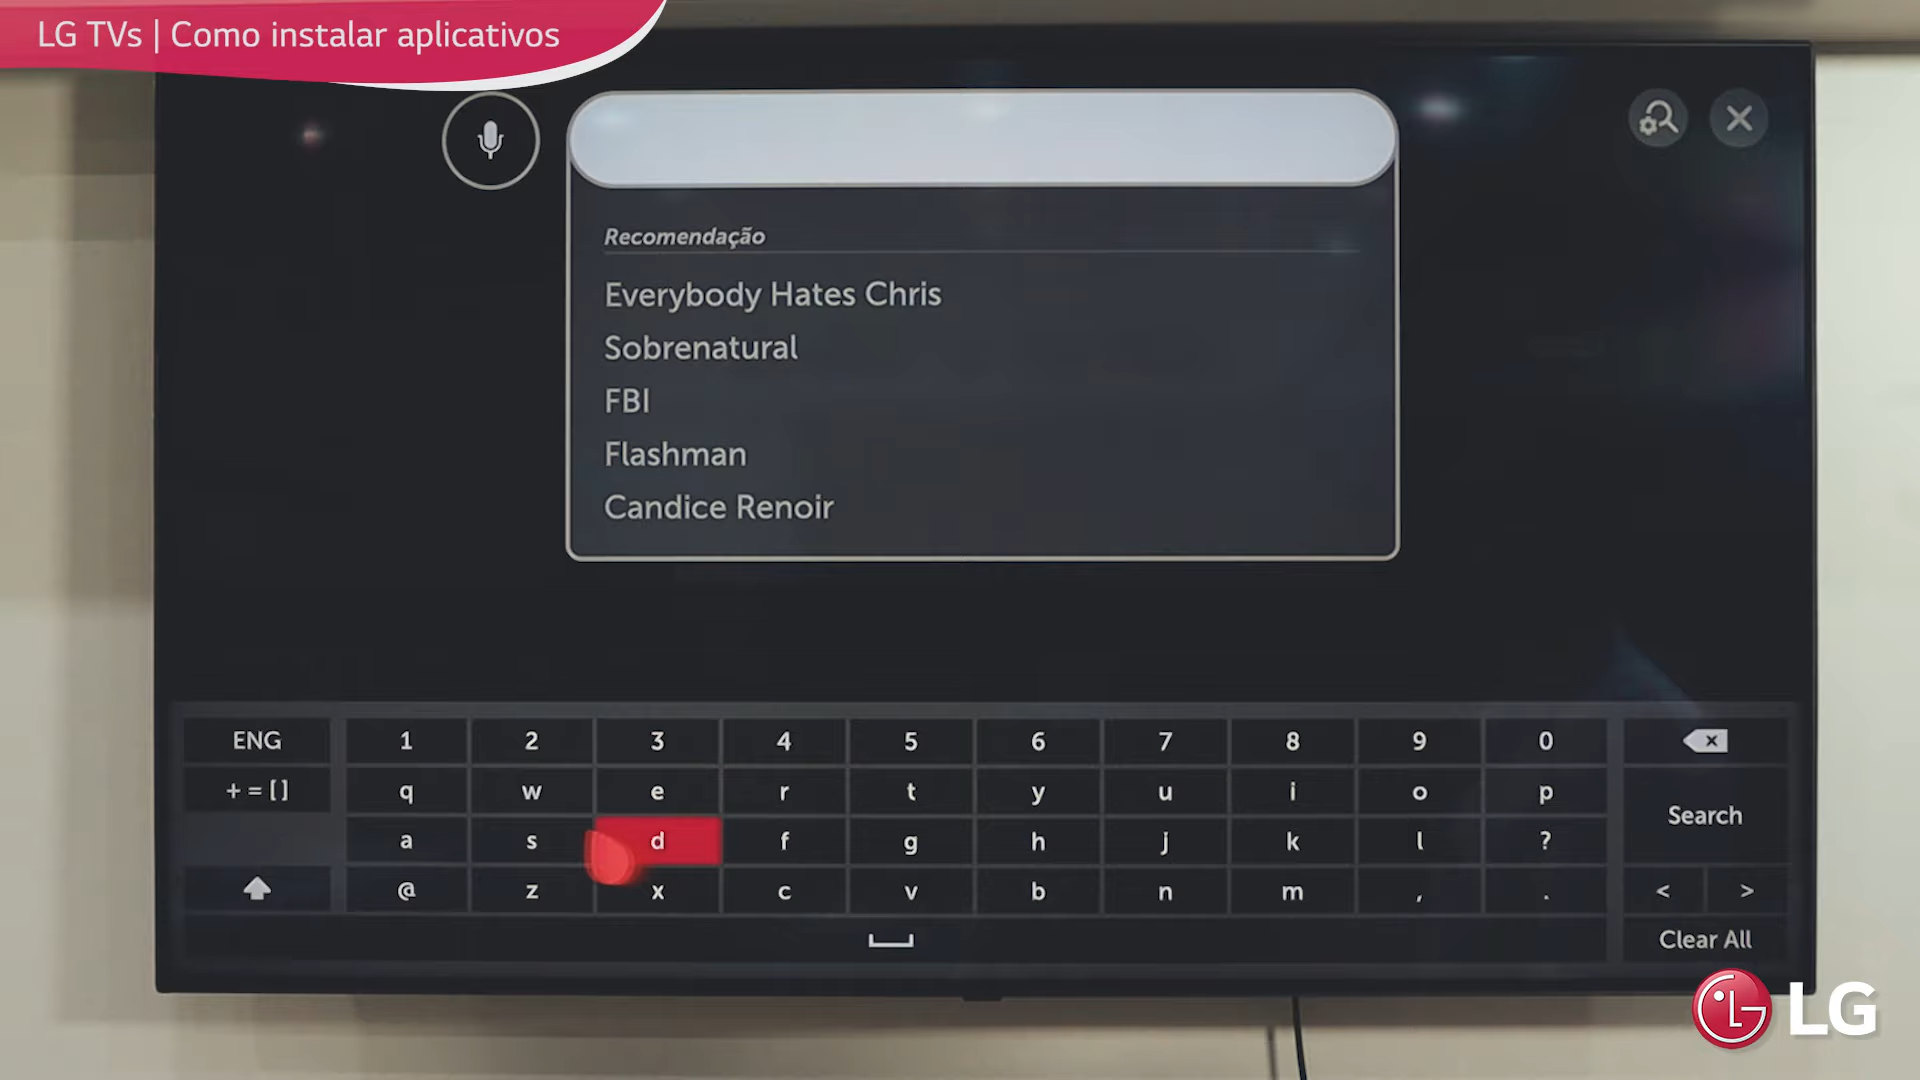 LG TVs | Como instalar aplicativos
Recomendação
Everybody Hates Chris
Sobrenatural
FBI
Flashman
Candice Renoir
ENG 1 2 3 4 5 6 7 8 9 0
+ = [ ] q w e r t y u i o p
Search
a s d f g h j k l ?
@ z x c v b n m , . < >
Clear All
LG